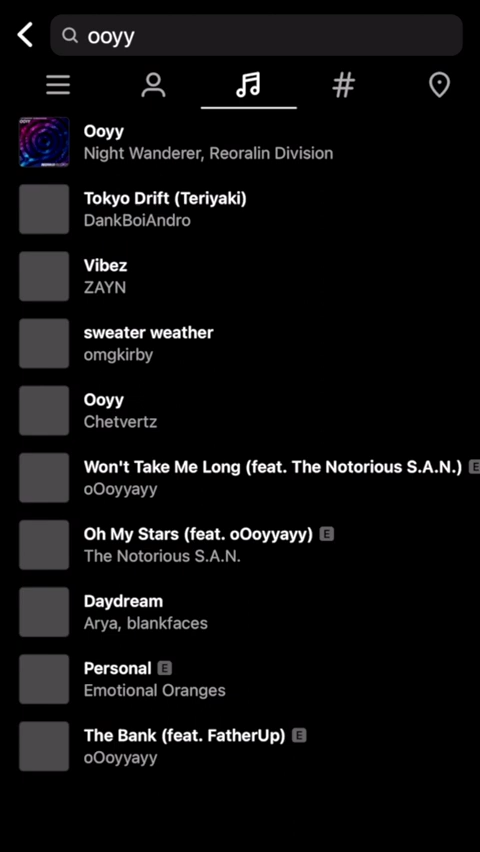 ooyy
Ooyy
Night Wanderer, Reoralin Division
Tokyo Drift (Teriyaki)
DankBoiAndro
Vibez
ZAYN
sweater weather
omgkirby
Ooyy
Chetvertz
Won't Take Me Long (feat. The Notorious S.A.N.) E
oOoyyayy
Oh My Stars (feat. oOoyyayy) E
The Notorious S.A.N.
Daydream
Arya, blankfaces
Personal E
Emotional Oranges
The Bank (feat. FatherUp) E
oOoyyayy